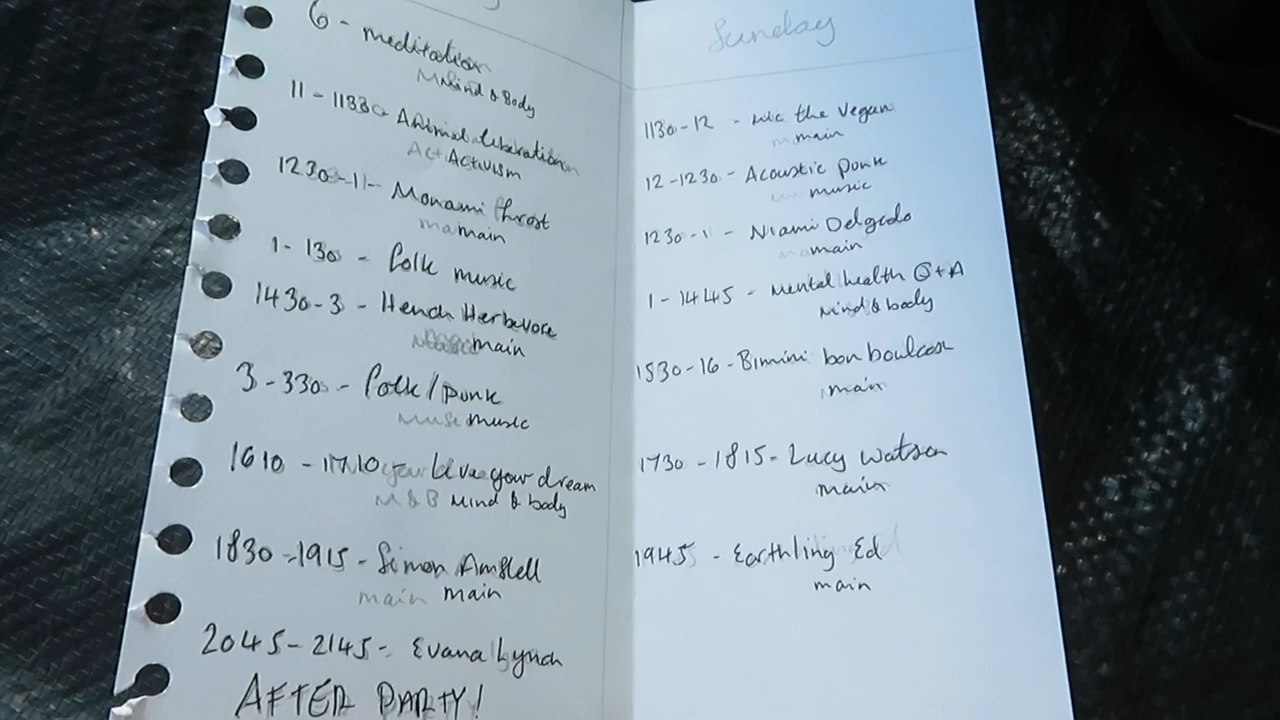 6 - meditation
Mind & Body
11 - 1130 Animal liberation
Activism
1230 - 1 - Monami Frost
main
1 - 130 - folk music
1430 - 3 - Hench Herbivore
main
3 - 330 - Folk/punk
music
1610 - 1710 Live your dream
Mind & body
1830 - 1915 - Simon Amstell
main
2045 - 2145 - Evana Lynch
AFTER PARTY!
Sunday
1130 - 12 - Mic the Vegan
main
12 - 1230 - Acoustic punk
music
1230 - 1 - Niami Delgado
main
1 - 1445 - Mental health Q + A
Mind & body
1530 - 16 - Bimini bon boulash
main
1730 - 1815 - Lucy Watson
main
1945 - Earthling Ed
main